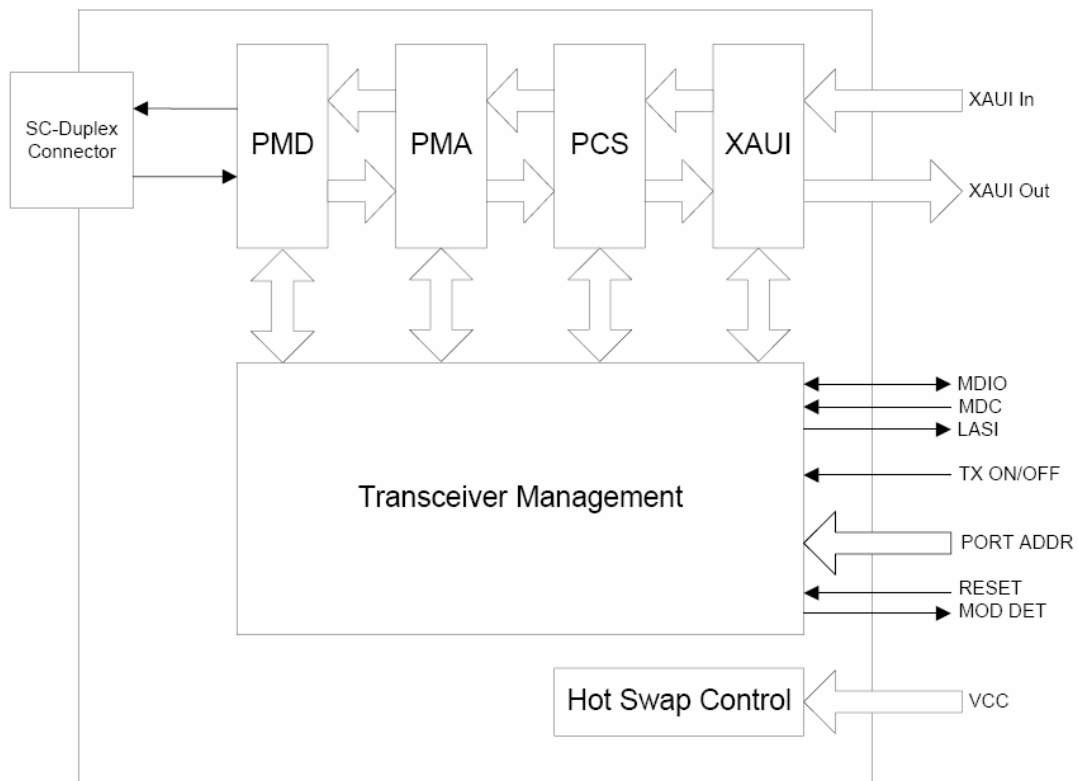 SC-Duplex
Connector
PMD
PMA
PCS
XAUI
XAUI In
XAUI Out
Transceiver Management
MDIO
MDC
LASI
TX ON/OFF
PORT ADDR
RESET
MOD DET
Hot Swap Control
VCC